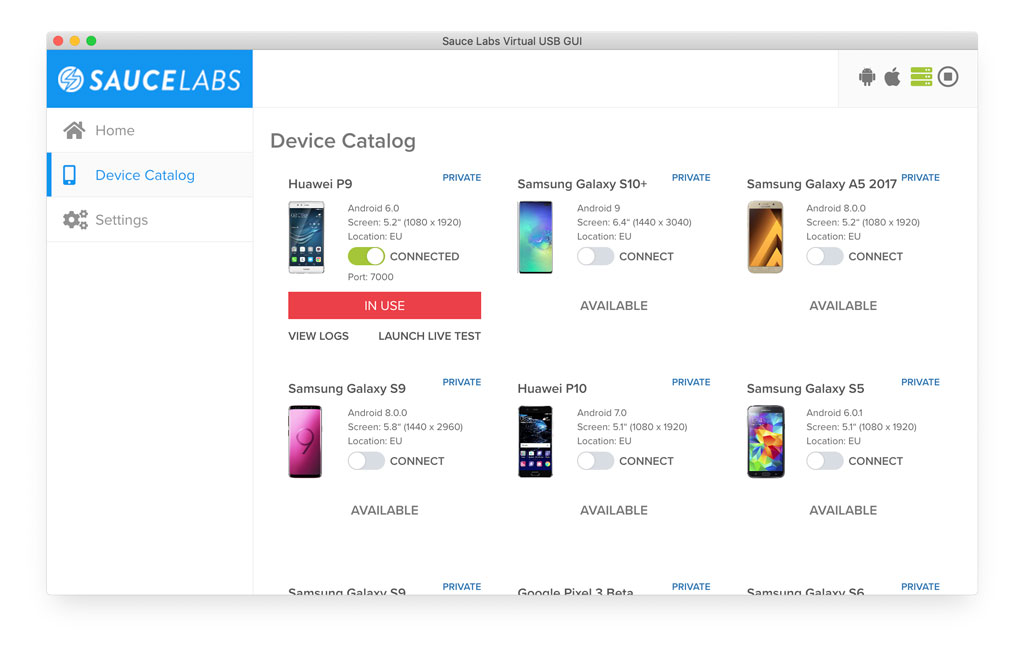 Sauce Labs Virtual USB GUI
SAUCELABS
Home
Device Catalog
Settings
Device Catalog
Huawei P9
PRIVATE
Android 6.0
Screen: 5.2" (1080 x 1920)
Location: EU
CONNECTED
Port: 7000
IN USE
VIEW LOGS
LAUNCH LIVE TEST
Samsung Galaxy S10+
PRIVATE
Android 9
Screen: 6.4" (1440 x 3040)
Location: EU
CONNECT
AVAILABLE
Samsung Galaxy A5 2017
PRIVATE
Android 8.0.0
Screen: 5.2" (1080 x 1920)
Location: EU
CONNECT
AVAILABLE
Samsung Galaxy S9
PRIVATE
Android 8.0.0
Screen: 5.8" (1440 x 2960)
Location: EU
CONNECT
AVAILABLE
Huawei P10
PRIVATE
Android 7.0
Screen: 5.1" (1080 x 1920)
Location: EU
CONNECT
AVAILABLE
Samsung Galaxy S5
PRIVATE
Android 6.0.1
Screen: 5.1" (1080 x 1920)
Location: EU
CONNECT
AVAILABLE
Samsung Galaxy S9
PRIVATE
Google Pixel 3 Beta
PRIVATE
Samsung Galaxy S6
PRIVATE